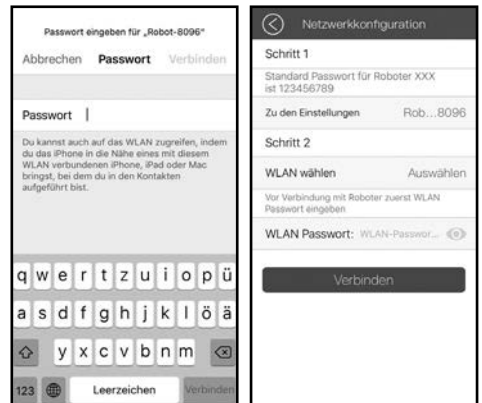 Passwort eingeben für „Robot-8096“
Abbrechen Passwort Verbinden
Passwort
Du kannst auch auf das WLAN zugreifen, indem
du das iPhone in die Nähe eines mit diesem
WLAN verbundenen iPhone, iPad oder Mac
bringst, bei dem du in den Kontakten
aufgeführt bist.
q w e r t z u i o p ü
a s d f g h j k l ö ä
y x c v b n m
123 Leerzeichen Verbinden
Netzwerkkonfiguration
Schritt 1
Standard Passwort für Roboter XXX
ist 123456789
Zu den Einstellungen Rob...8096
Schritt 2
WLAN wählen Auswählen
Vor Verbindung mit Roboter zuerst WLAN
Passwort eingeben
WLAN Passwort: WLAN-Passwor...
Verbinden